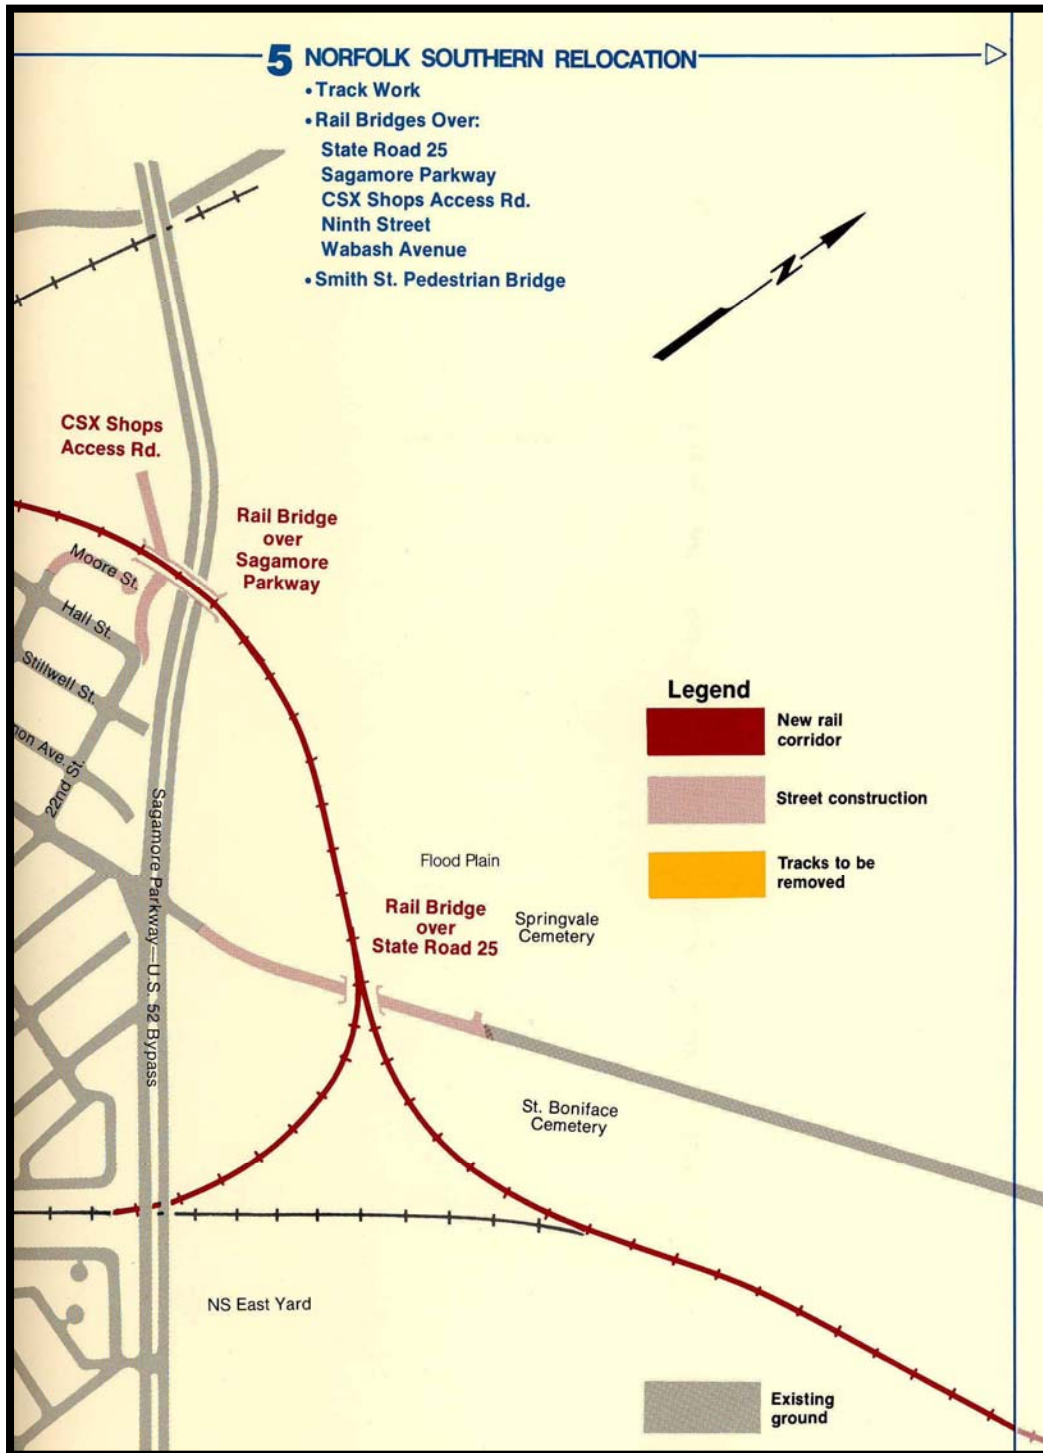 5 NORFOLK SOUTHERN RELOCATION
• Track Work
• Rail Bridges Over:
State Road 25
Sagamore Parkway
CSX Shops Access Rd.
Ninth Street
Wabash Avenue
• Smith St. Pedestrian Bridge
N
CSX Shops
Access Rd.
Rail Bridge
over
Sagamore
Parkway
Moore St.
Hall St.
Stillwell St.
non Ave.
22nd St.
Sagamore Parkway—U.S. 52 Bypass
Legend
New rail
corridor
Street construction
Tracks to be
removed
Flood Plain
Rail Bridge
over
State Road 25
Springvale
Cemetery
St. Boniface
Cemetery
NS East Yard
Existing
ground